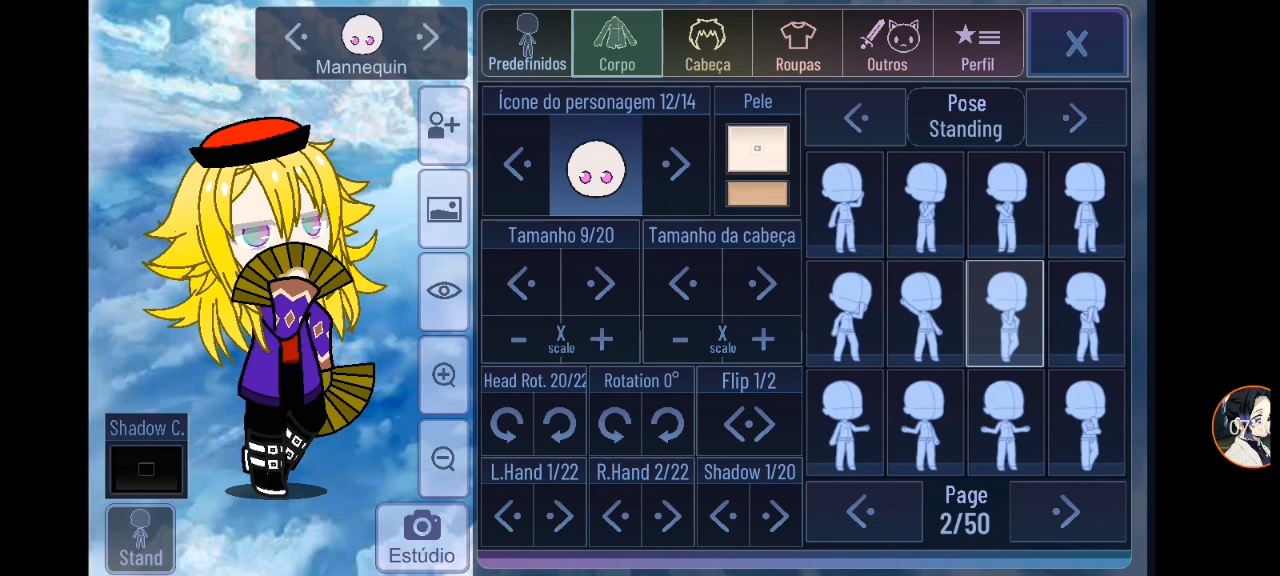 Mannequin
Predefinidos
Corpo
Cabeça
Roupas
Outros
Perfil
X
Ícone do personagem 12/14
Pele
Pose
Standing
Tamanho 9/20
Tamanho da cabeça
X
scale
X
scale
Head Rot. 20/22
Rotation 0°
Flip 1/2
Shadow C.
L.Hand 1/22
R.Hand 2/22
Shadow 1/20
Stand
Estúdio
Page
2/50